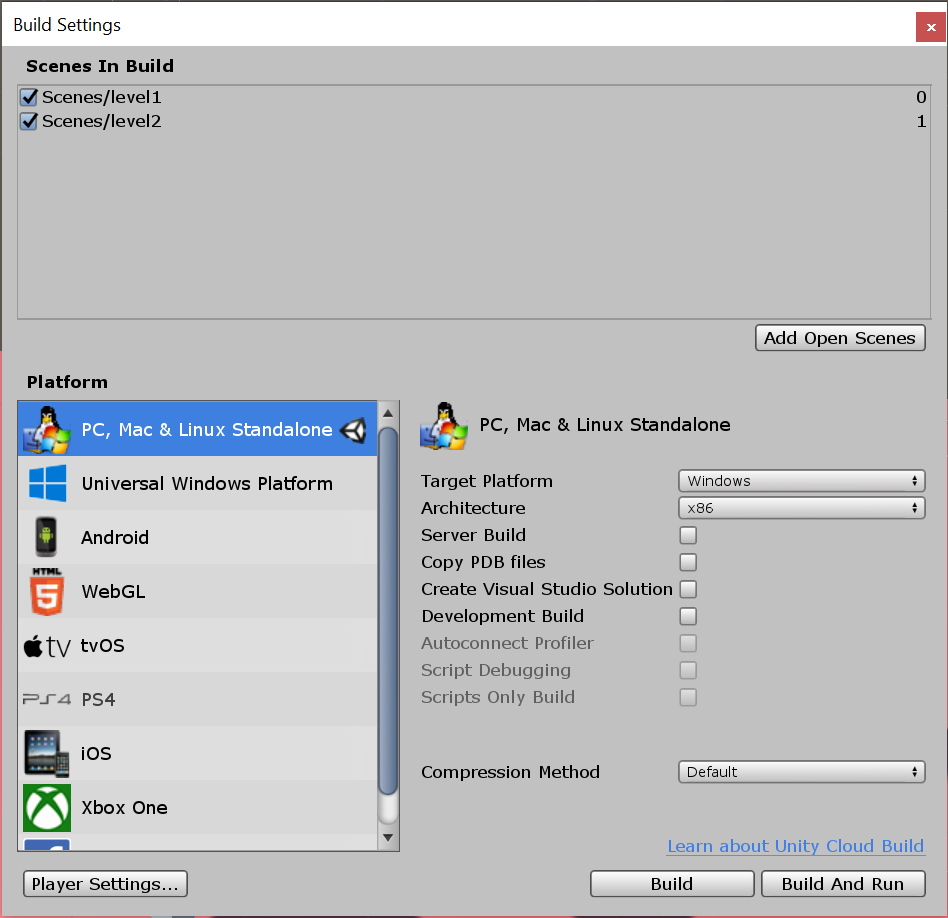 Build Settings
Scenes In Build
Scenes/level1 0
Scenes/level2 1
Add Open Scenes
Platform
PC, Mac & Linux Standalone
Universal Windows Platform
Android
HTML
5
WebGL
tv
tvOS
PS4
PS4
iOS
Xbox One
PC, Mac & Linux Standalone
Target Platform Windows
Architecture x86
Server Build
Copy PDB files
Create Visual Studio Solution
Development Build
Autoconnect Profiler
Script Debugging
Scripts Only Build
Compression Method Default
Learn about Unity Cloud Build
Player Settings...
Build
Build And Run